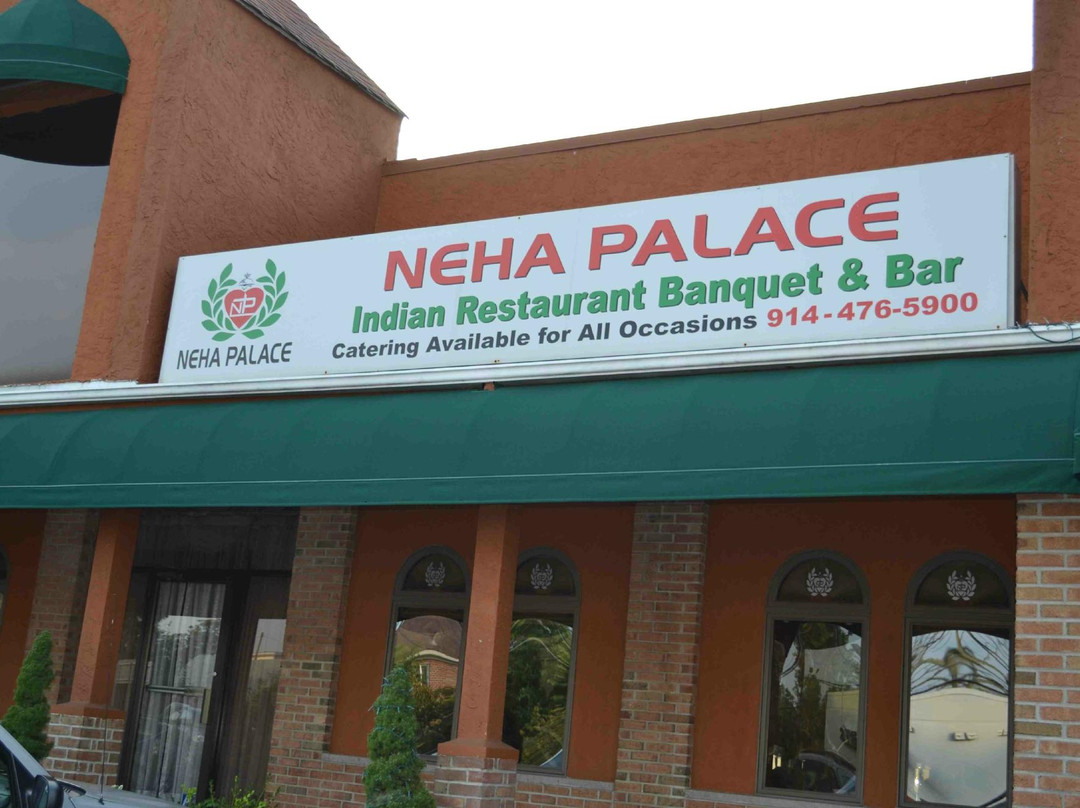 NEHA PALACE
Indian Restaurant Banquet & Bar
Catering Available for All Occasions 914-476-5900
NP
NEHA PALACE